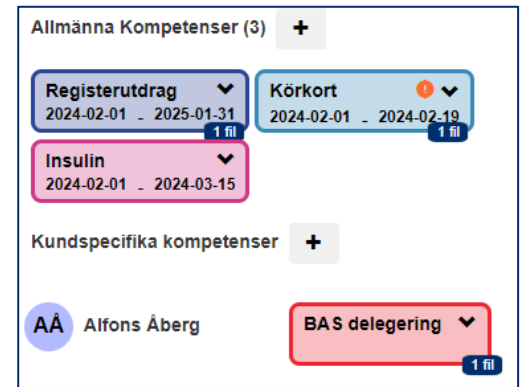 Allmänna Kompetenser (3) +
Registerutdrag
2024-02-01 - 2025-01-31
1 fil
Körkort !
2024-02-01 - 2024-02-19
1 fil
Insulin
2024-02-01 - 2024-03-15
Kundspecifika kompetenser +
AÅ Alfons Åberg
BAS delegering
1 fil